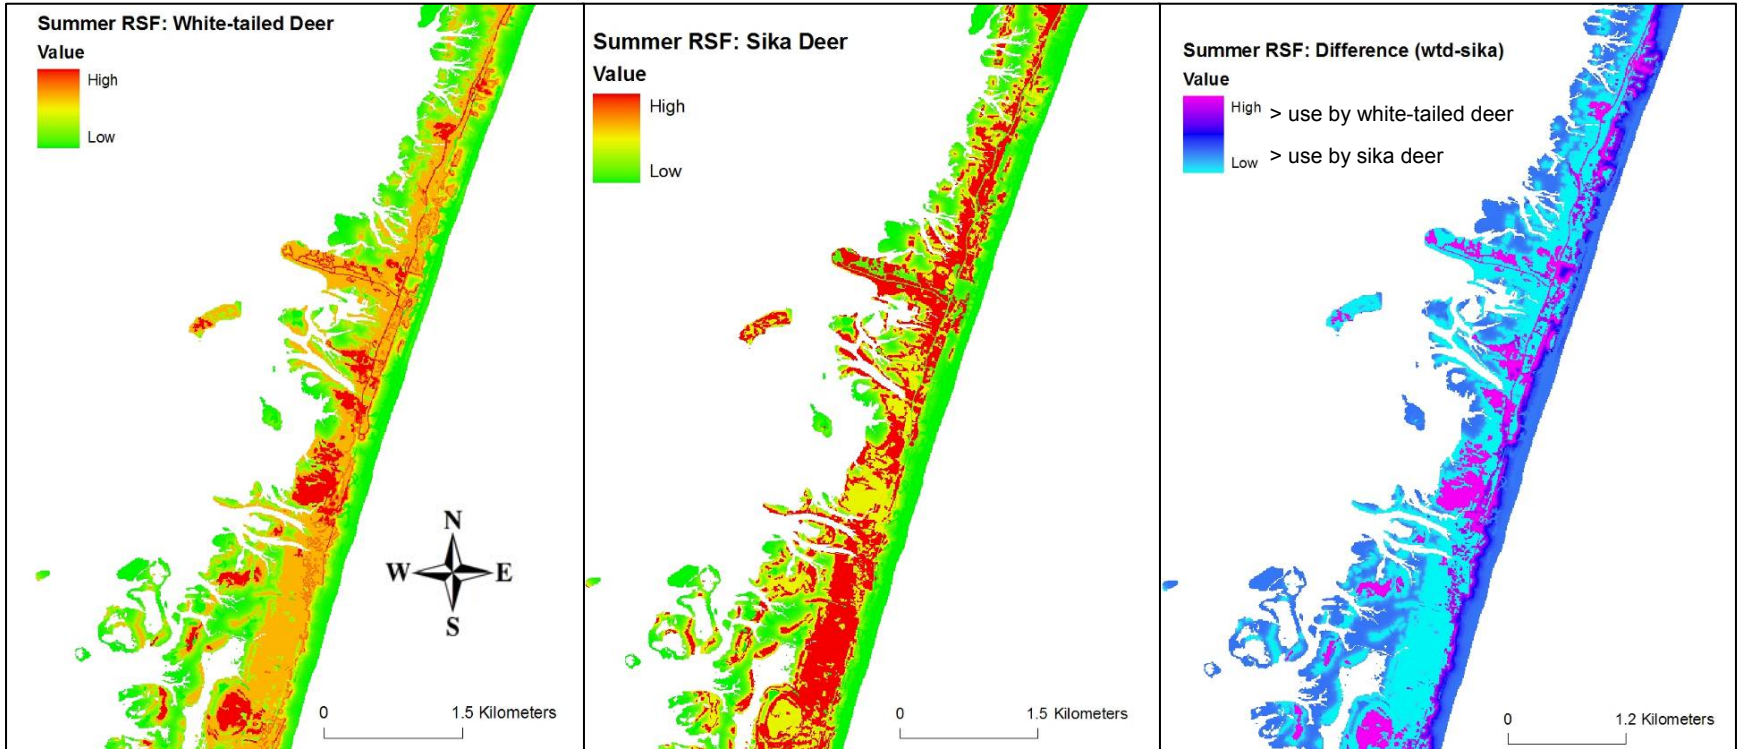 Summer RSF: White-tailed Deer
Value
High
Low
N
W E
S
0 1.5 Kilometers
Summer RSF: Sika Deer
Value
High
Low
0 1.5 Kilometers
Summer RSF: Difference (wtd-sika)
Value
High > use by white-tailed deer
Low > use by sika deer
0 1.2 Kilometers